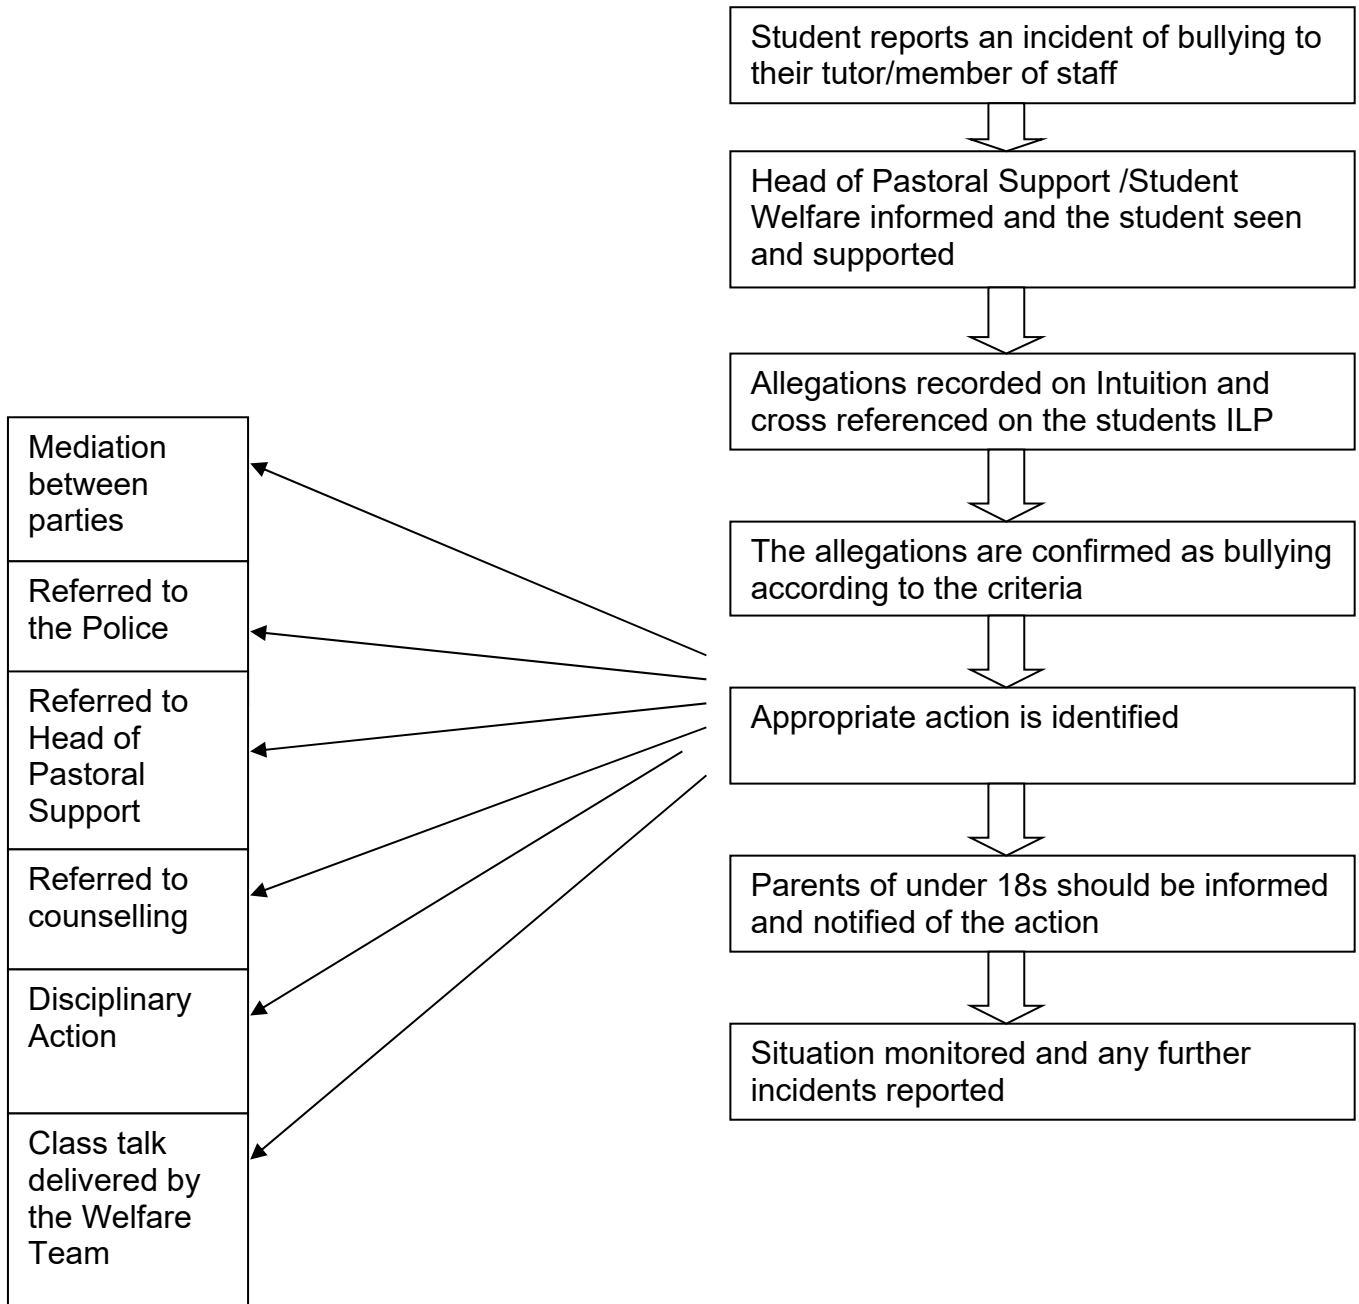 Student reports an incident of bullying to
their tutor/member of staff
Head of Pastoral Support /Student
Welfare informed and the student seen
and supported
Allegations recorded on Intuition and
cross referenced on the students ILP
The allegations are confirmed as bullying
according to the criteria
Appropriate action is identified
Parents of under 18s should be informed
and notified of the action
Situation monitored and any further
incidents reported
Mediation
between
parties
Referred to
the Police
Referred to
Head of
Pastoral
Support
Referred to
counselling
Disciplinary
Action
Class talk
delivered by
the Welfare
Team